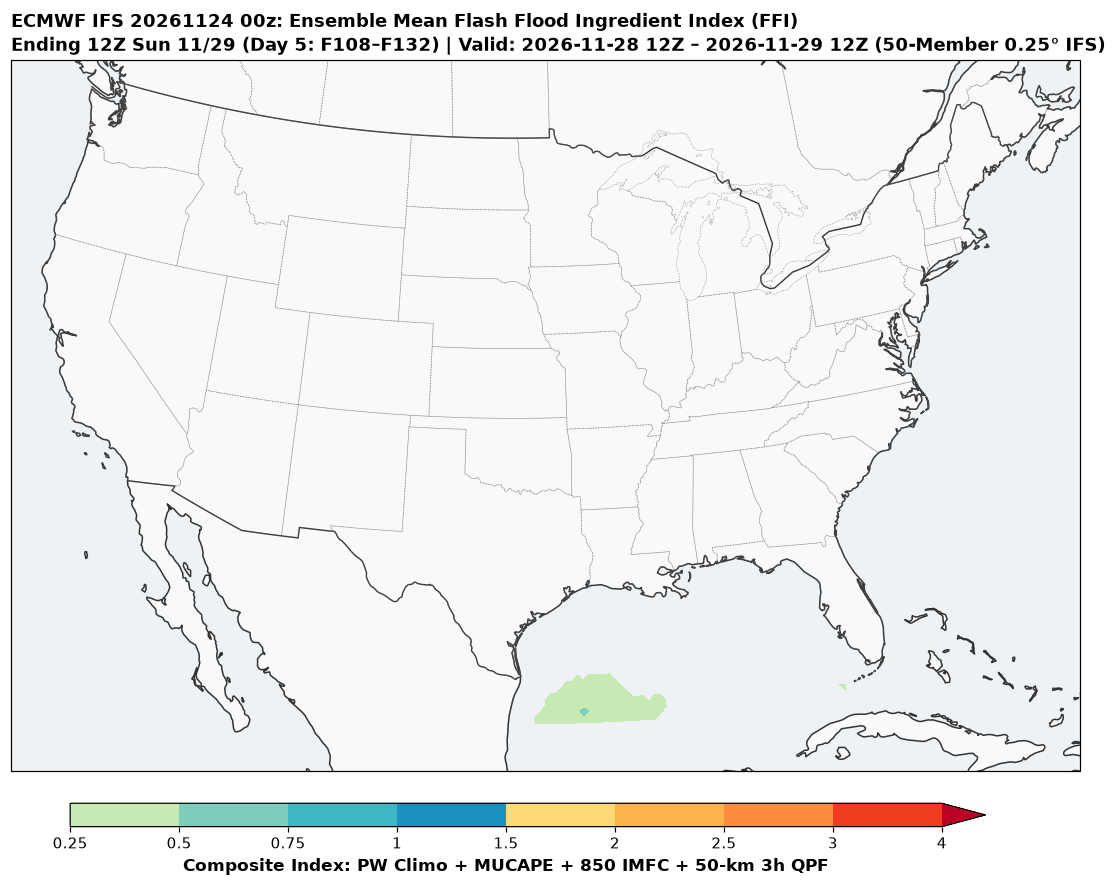 ECMWF IFS 20261124 00z: Ensemble Mean Flash Flood Ingredient Index (FFI)
Ending 12Z Sun 11/29 (Day 5: F108–F132) | Valid: 2026-11-28 12Z – 2026-11-29 12Z (50-Member 0.25° IFS)
0.25 0.5 0.75 1 1.5 2 2.5 3 4
Composite Index: PW Climo + MUCAPE + 850 IMFC + 50-km 3h QPF